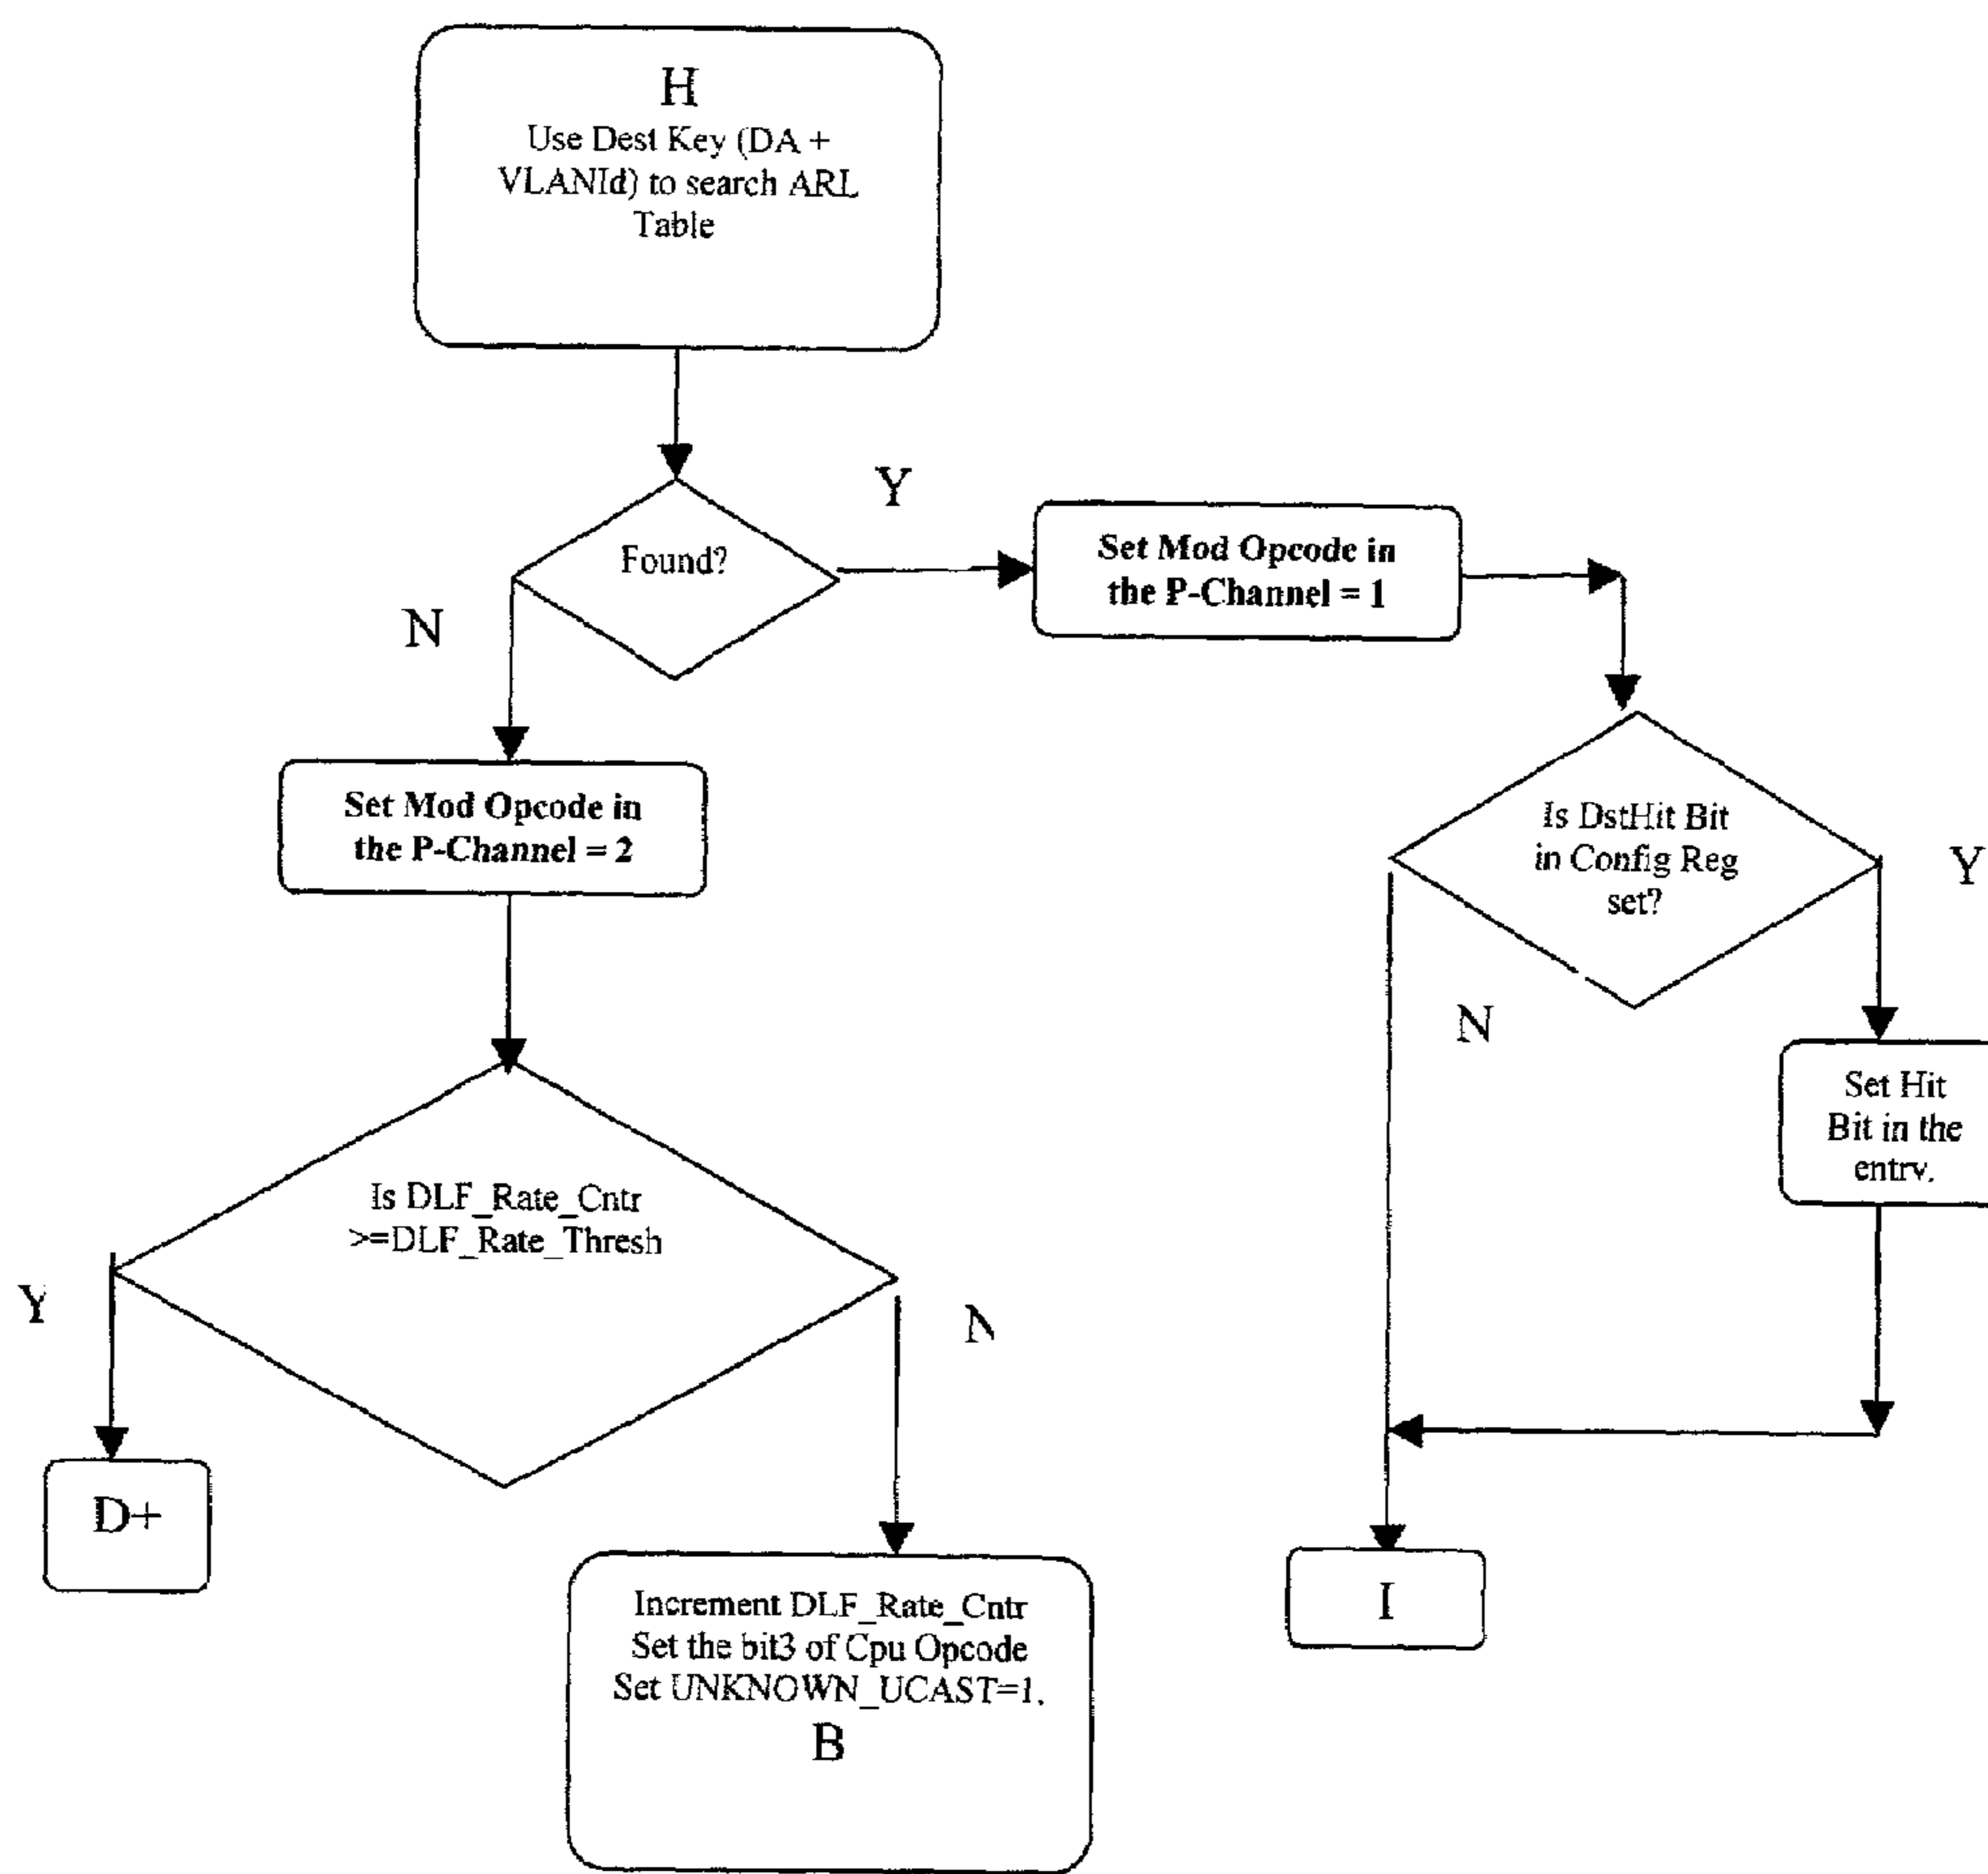 H
Use Dest Key (DA +
VLANId) to search ARL
Table
Y
Found?
Set Mod Opcode in
the P-Channel = 1
N
Set Mod Opcode in
the P-Channel = 2
Is DstHit Bit
in Config Reg
set?
Y
N
Set Hit
Bit in the
entry.
Is DLF_Rate_Cntr
>=DLF_Rate_Thresh
Y
N
D+
Increment DLF_Rate_Cntr
Set the bit3 of Cpu Opcode
Set UNKNOWN_UCAST=1.
B
I